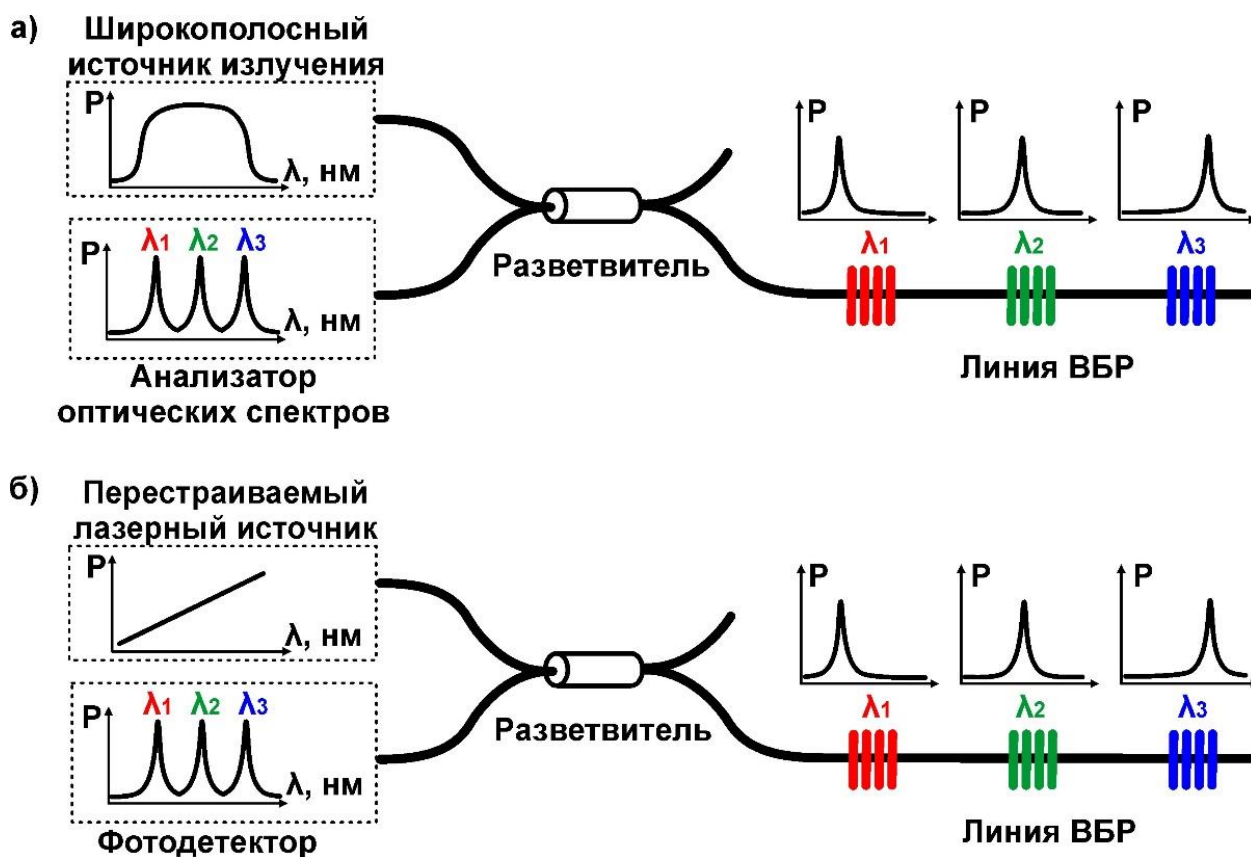 а)
Широкополосный
источник излучения
P
λ, нм
P
λ1 λ2 λ3
λ, нм
Анализатор
оптических спектров
Разветвитель
P P P
λ1 λ2 λ3
Линия ВБР
б)
Перестраиваемый
лазерный источник
P
λ, нм
P
λ1 λ2 λ3
λ, нм
Фотодетектор
Разветвитель
P P P
λ1 λ2 λ3
Линия ВБР